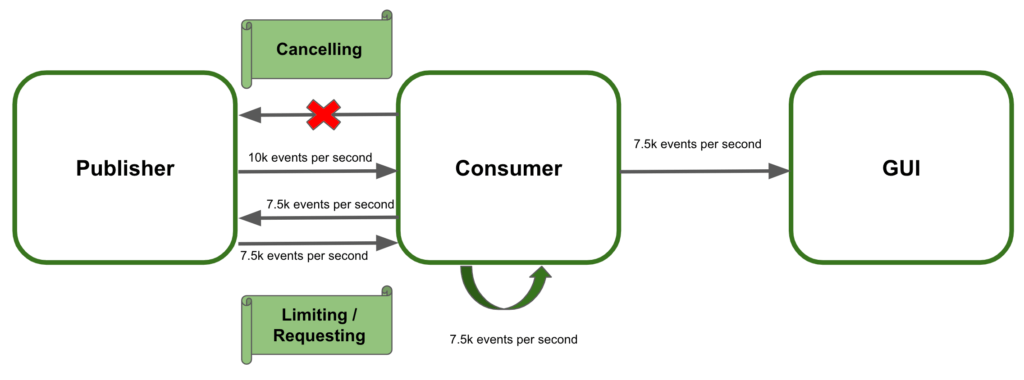 Cancelling
Publisher
10k events per second
7.5k events per second
7.5k events per second
Limiting /
Requesting
Consumer
7.5k events per second
7.5k events per second
GUI